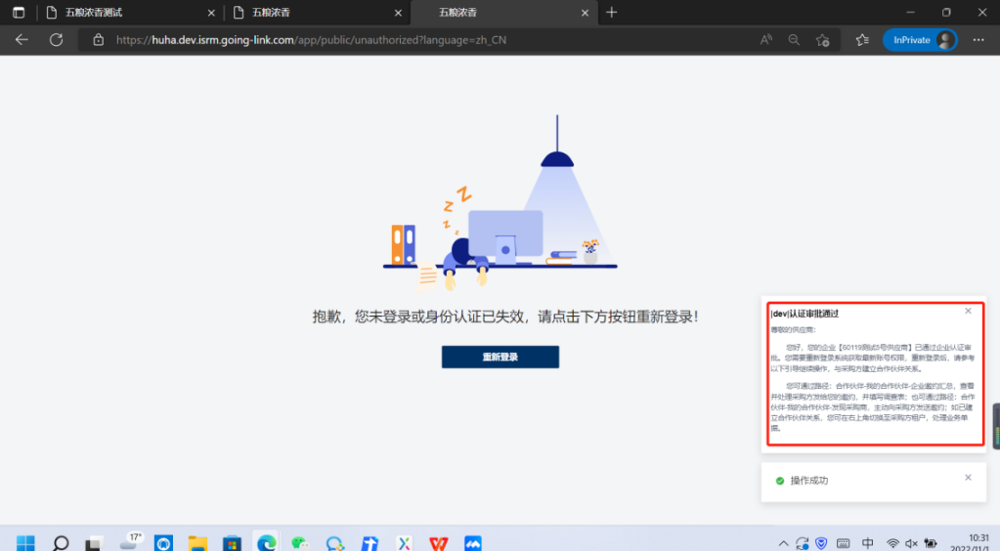 五粮浓香测试
五粮浓香
五粮浓香
https://huha.dev.isrm.going-link.com/app/public/unauthorized?language=zh_CN
InPrivate
抱歉，您未登录或身份认证已失效，请点击下方按钮重新登录！
重新登录
|dev|认证审批通过
尊敬的供应商：
您好，您的企业【60119测试5号供应商】已通过企业认证审
批。您需要重新登录系统获取最新账号权限，重新登录后，请参考
以下引导继续操作，与采购方建立合作伙伴关系。
您可通过路径：合作伙伴-我的合作伙伴-企业邀约汇总，查看
并处理采购方发给您的邀约，并填写调查表；也可通过路径：合作
伙伴-我的合作伙伴-发现采购商，主动向采购方发送邀约；如已建
立合作伙伴关系，您可在右上角切换至采购方租户，处理业务单
据。
操作成功
17°
中
10:31
2022/11/1